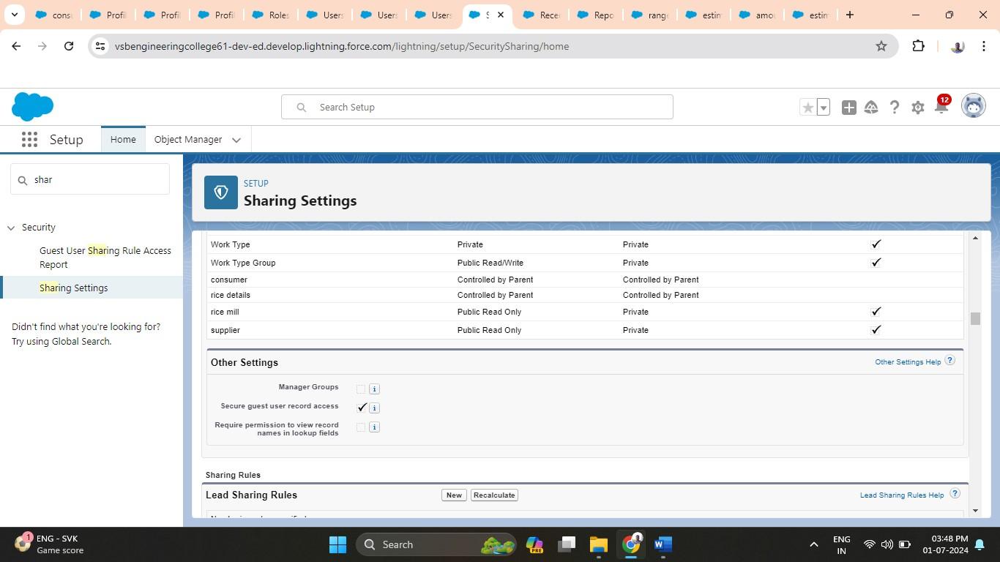 consu
Profil
Profil
Profil
Roles
Users
Users
Users
S
Rece
Repo
range
estim
amou
estim
vsbengineeringcollege61-dev-ed.develop.lightning.force.com/lightning/setup/SecuritySharing/home
Search Setup
12
Setup
Home
Object Manager
shar
SETUP
Sharing Settings
Security
Guest User Sharing Rule Access
Report
Sharing Settings
Didn't find what you're looking for?
Try using Global Search.
Work Type Private Private
Work Type Group Public Read/Write Private
consumer Controlled by Parent Controlled by Parent
rice details Controlled by Parent Controlled by Parent
rice mill Public Read Only Private
supplier Public Read Only Private
Other Settings
Other Settings Help ?
Manager Groups i
Secure guest user record access i
Require permission to view record
names in lookup fields i
Sharing Rules
Lead Sharing Rules New Recalculate Lead Sharing Rules Help ?
1
ENG - SVK
Game score
Search
ENG
IN
03:48 PM
01-07-2024